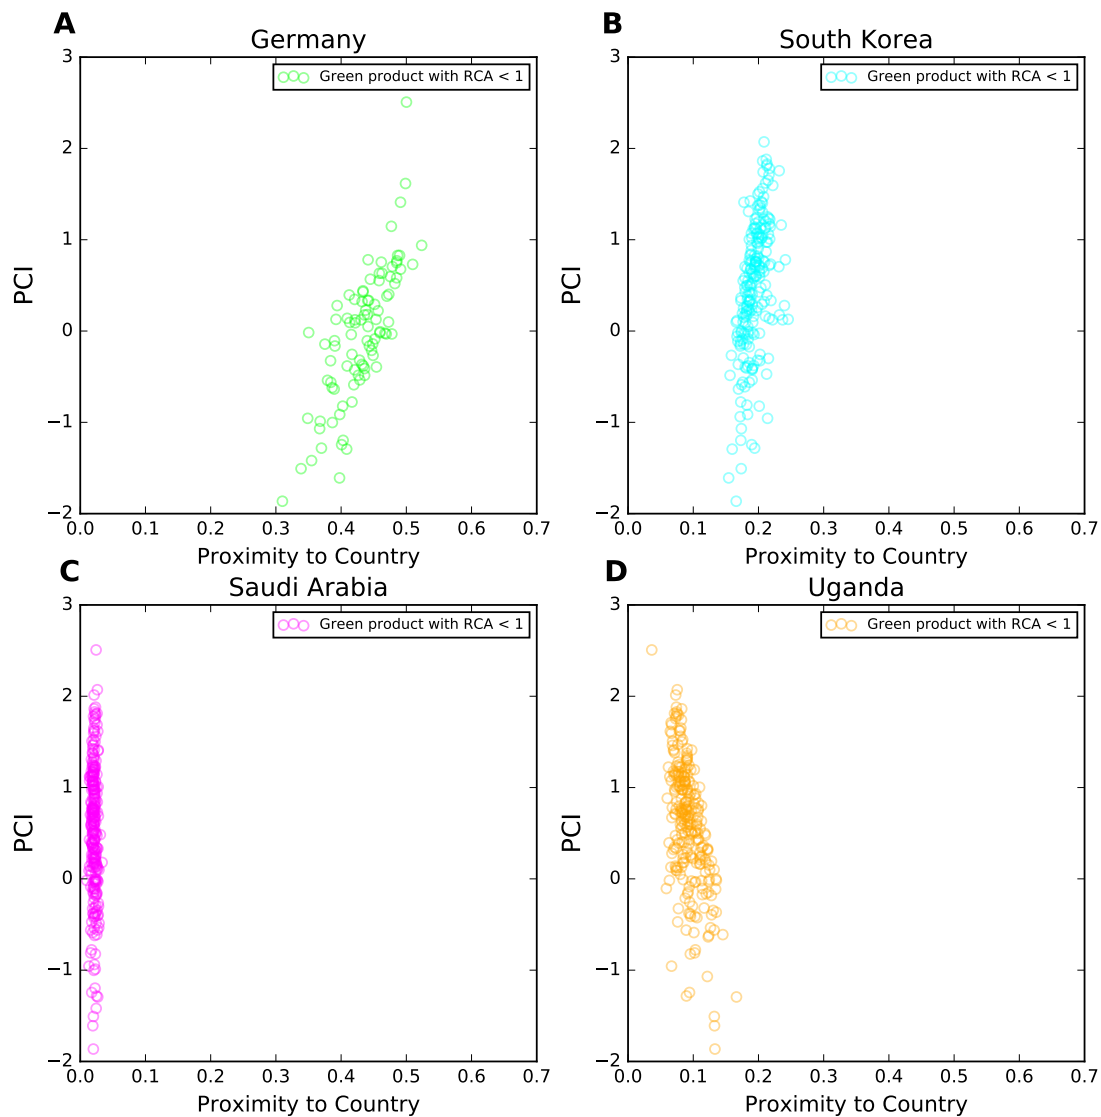 A
Germany
Green product with RCA < 1
3
2
1
0
−1
−2
PCI
0.0 0.1 0.2 0.3 0.4 0.5 0.6 0.7
Proximity to Country
B
South Korea
Green product with RCA < 1
3
2
1
0
−1
−2
PCI
0.0 0.1 0.2 0.3 0.4 0.5 0.6 0.7
Proximity to Country
C
Saudi Arabia
Green product with RCA < 1
3
2
1
0
−1
−2
PCI
0.0 0.1 0.2 0.3 0.4 0.5 0.6 0.7
Proximity to Country
D
Uganda
Green product with RCA < 1
3
2
1
0
−1
−2
PCI
0.0 0.1 0.2 0.3 0.4 0.5 0.6 0.7
Proximity to Country